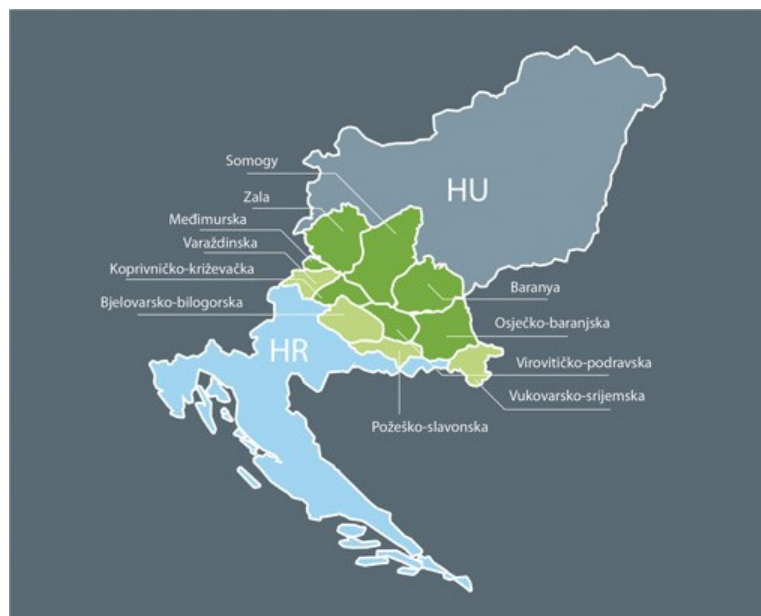 Somogy
HU
Zala
Međimurska
Varaždinska
Koprivničko-križevačka
Baranya
Bjelovarsko-bilogorska
Osječko-baranjska
HR
Virovitičko-podravska
Vukovarsko-srijemska
Požeško-slavonska